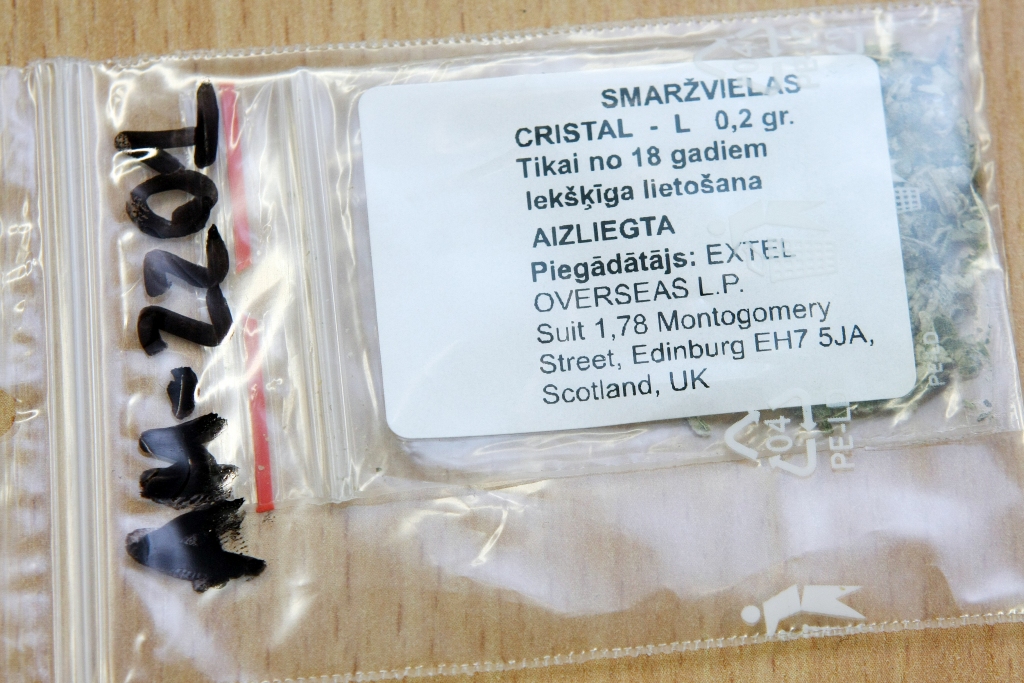 SMARŽVIELAS
CRISTAL - L 0,2 gr.
Tikai no 18 gadiem
Iekšķīga lietošana
AIZLIEGTA
Piegādātājs: EXTEL
OVERSEAS L.P.
Suit 1,78 Montogomery
Street, Edinburg EH7 5JA,
Scotland, UK
04
PE-L